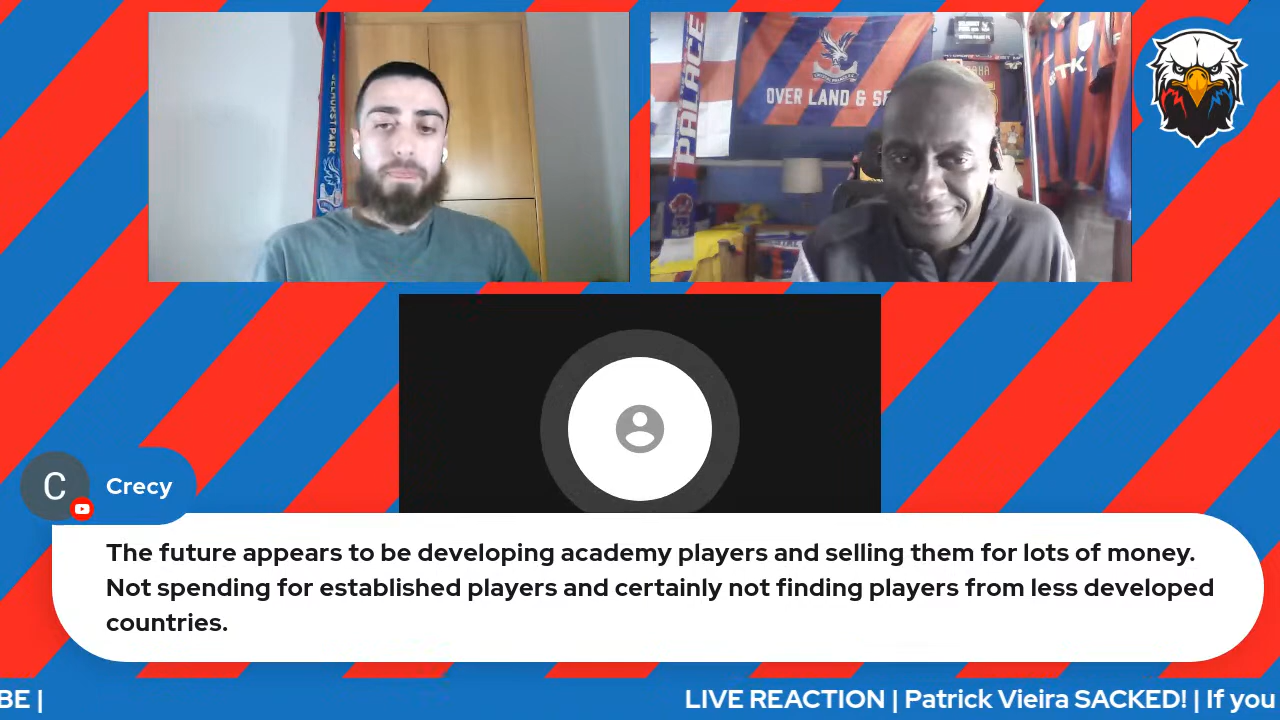 SELHURST PARK
PALACE
OVER LAND & SE
TK.
C
Crecy
The future appears to be developing academy players and selling them for lots of money.
Not spending for established players and certainly not finding players from less developed
countries.
BE | LIVE REACTION | Patrick Vieira SACKED! | If you